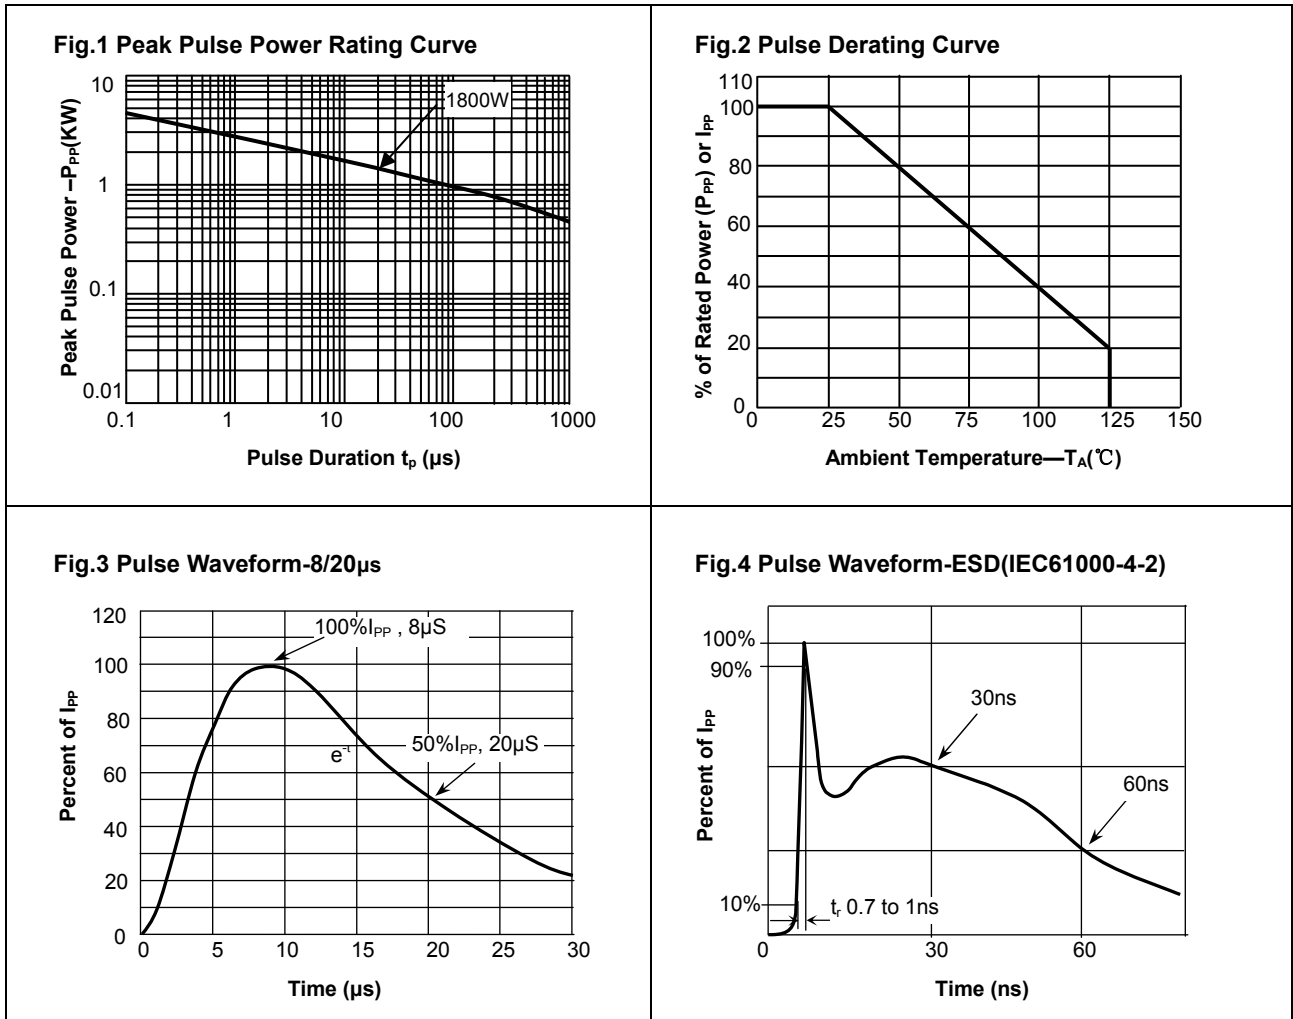 Fig.1 Peak Pulse Power Rating Curve
Peak Pulse Power –PPP(KW)
10
1
0.1
0.01
1800W
0.1 1 10 100 1000
Pulse Duration tp (µs)
Fig.2 Pulse Derating Curve
% of Rated Power (PPP) or IPP
110
100
80
60
40
20
0
25 50 75 100 125 150
Ambient Temperature—TA(℃)
Fig.3 Pulse Waveform-8/20µs
Percent of IPP
120
100
80
60
40
20
0
100%IPP , 8µS
e-t
50%IPP, 20µS
0 5 10 15 20 25 30
Time (µs)
Fig.4 Pulse Waveform-ESD(IEC61000-4-2)
Percent of IPP
100%
90%
10%
30ns
60ns
tr 0.7 to 1ns
0 30 60
Time (ns)